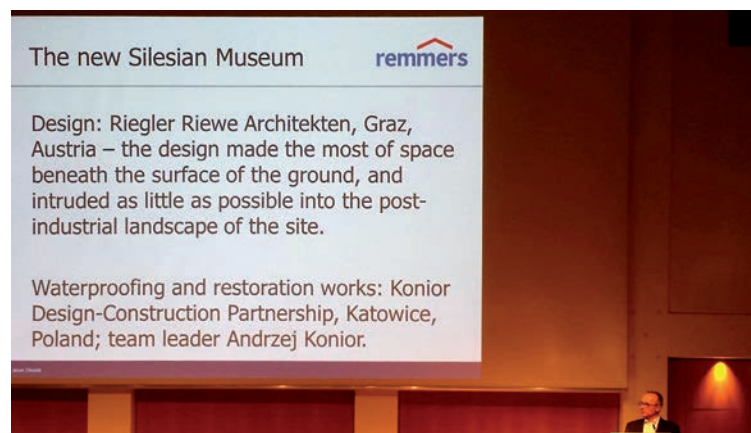 The new Silesian Museum
remmers
Design: Riegler Riewe Architekten, Graz,
Austria – the design made the most of space
beneath the surface of the ground, and
intruded as little as possible into the post-
industrial landscape of the site.
Waterproofing and restoration works: Konior
Design-Construction Partnership, Katowice,
Poland; team leader Andrzej Konior.